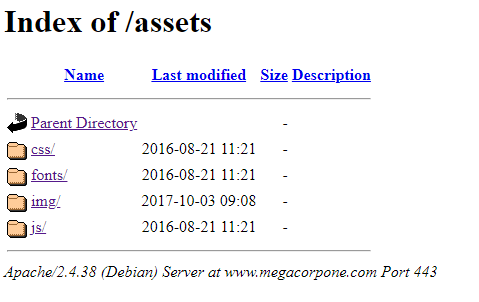 Index of /assets
Name Last modified Size Description
Parent Directory -
css/ 2016-08-21 11:21 -
fonts/ 2016-08-21 11:21 -
img/ 2017-10-03 09:08 -
js/ 2016-08-21 11:21 -
Apache/2.4.38 (Debian) Server at www.megacorpone.com Port 443